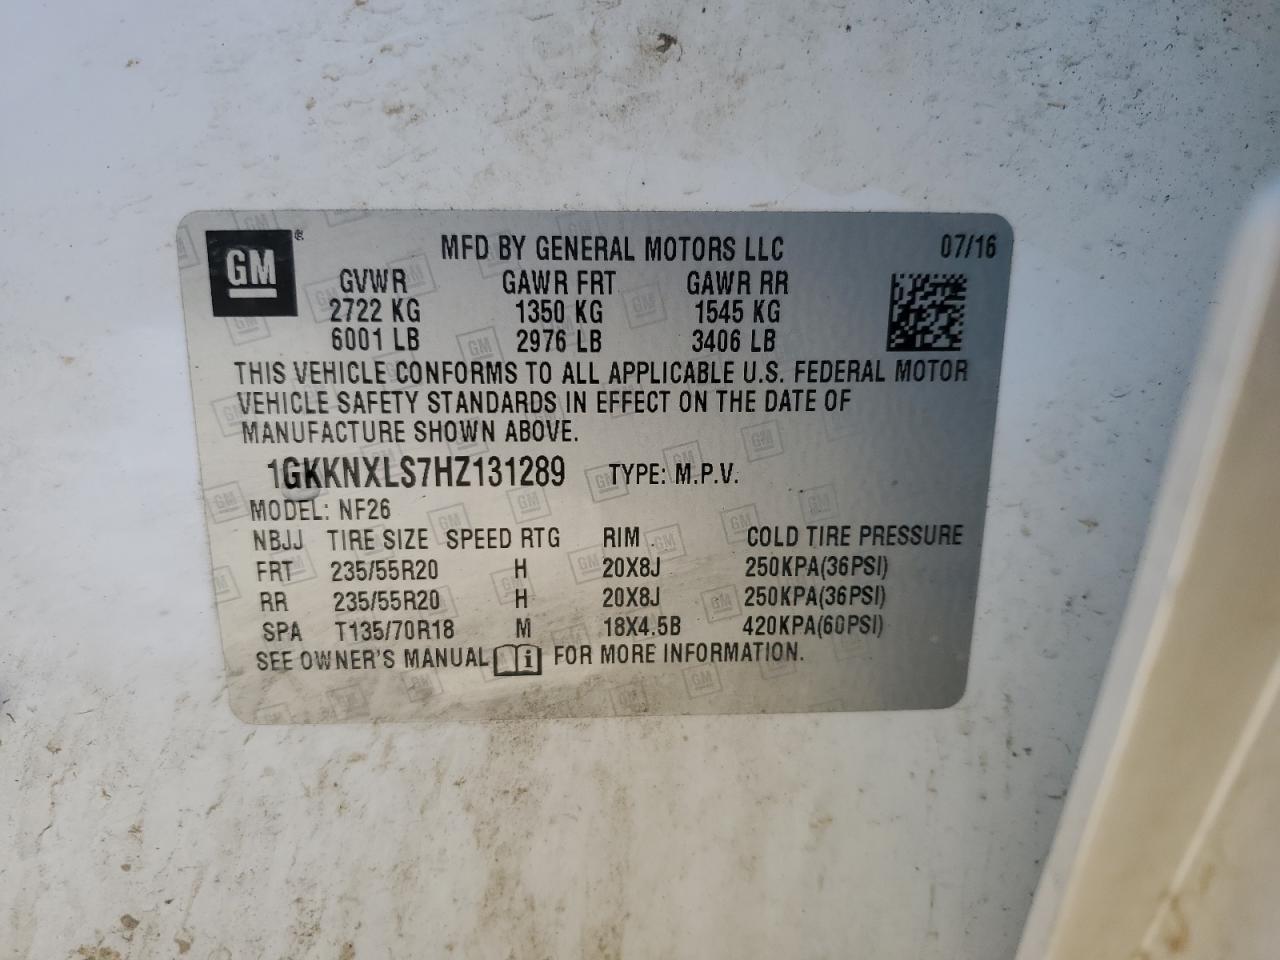 GM ®
MFD BY GENERAL MOTORS LLC 07/16
GVWR GAWR FRT GAWR RR
2722 KG 1350 KG 1545 KG
6001 LB 2976 LB 3406 LB
THIS VEHICLE CONFORMS TO ALL APPLICABLE U.S. FEDERAL MOTOR
VEHICLE SAFETY STANDARDS IN EFFECT ON THE DATE OF
MANUFACTURE SHOWN ABOVE.
1GKKNXLS7HZ131289 TYPE: M.P.V.
MODEL: NF26
NBJJ TIRE SIZE SPEED RTG RIM COLD TIRE PRESSURE
FRT 235/55R20 H 20X8J 250KPA(36PSI)
RR 235/55R20 H 20X8J 250KPA(36PSI)
SPA T135/70R18 M 18X4.5B 420KPA(60PSI)
SEE OWNER'S MANUAL i FOR MORE INFORMATION.